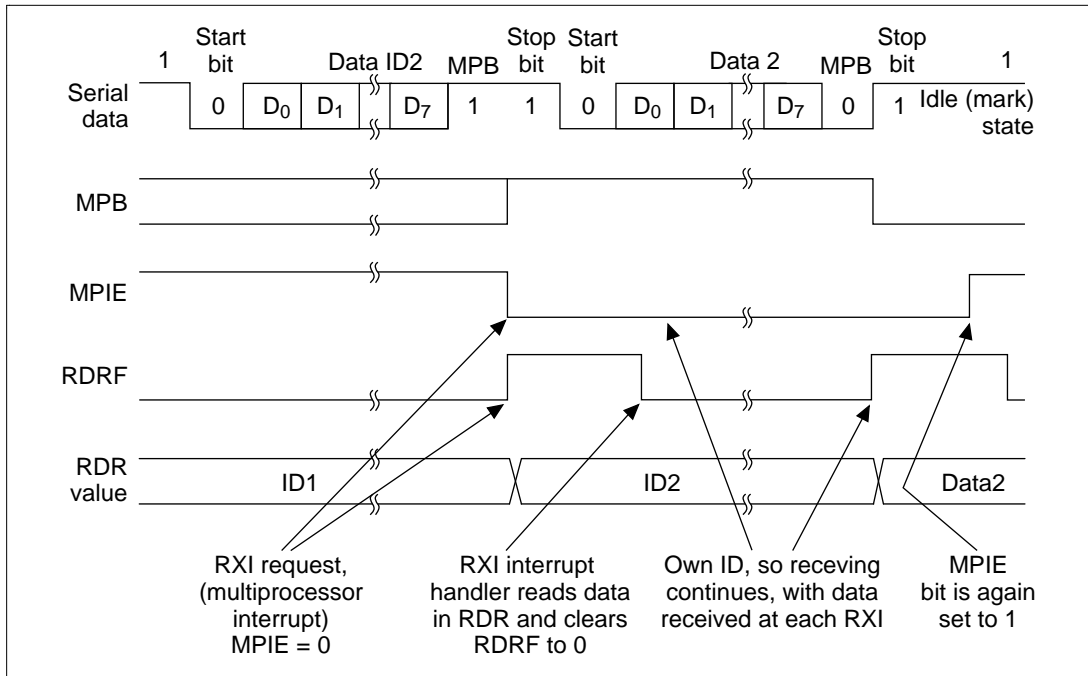 1 Start bit Data ID2 MPB Stop bit Start bit Data 2 MPB Stop bit 1
Serial data 0 D0 D1 D7 1 1 0 D0 D1 D7 0 1 Idle (mark) state
MPB
MPIE
RDRF
RDR value ID1 ID2 Data2
RXI request,
(multiprocessor
interrupt)
MPIE = 0
RXI interrupt
handler reads data
in RDR and clears
RDRF to 0
Own ID, so receving
continues, with data
received at each RXI
MPIE
bit is again
set to 1